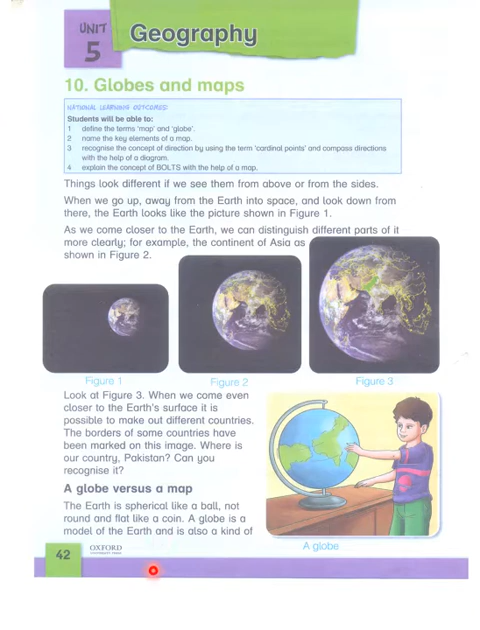 UNIT
5
Geography
10. Globes and maps
NATIONAL LEARNING OUTCOMES:
Students will be able to:
1 define the terms 'map' and 'globe'.
2 name the key elements of a map.
3 recognise the concept of direction by using the term 'cardinal points' and compass directions
with the help of a diagram.
4 explain the concept of BOLTS with the help of a map.
Things look different if we see them from above or from the sides.
When we go up, away from the Earth into space, and look down from
there, the Earth looks like the picture shown in Figure 1.
As we come closer to the Earth, we can distinguish different parts of it
more clearly; for example, the continent of Asia as
shown in Figure 2.
Figure 1
Figure 2
Figure 3
Look at Figure 3. When we come even
closer to the Earth's surface it is
possible to make out different countries.
The borders of some countries have
been marked on this image. Where is
our country, Pakistan? Can you
recognise it?
A globe versus a map
The Earth is spherical like a ball, not
round and flat like a coin. A globe is a
model of the Earth and is also a kind of
A globe
42
OXFORD
UNIVERSITY PRESS